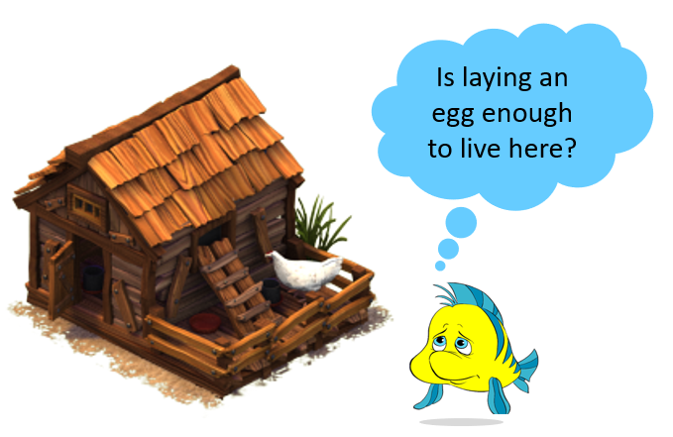 Is laying an
egg enough
to live here?